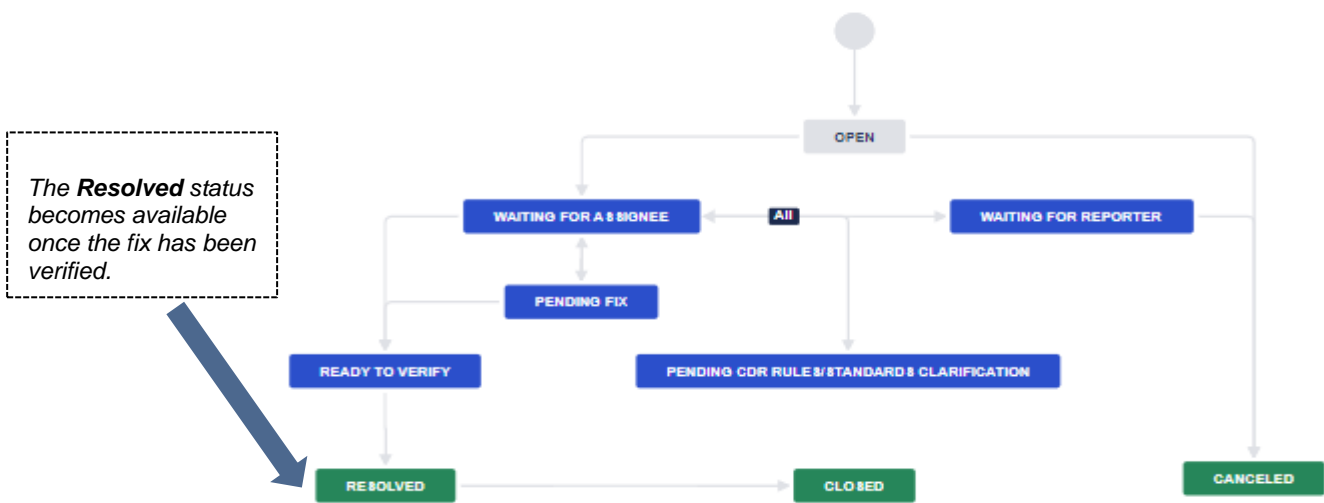 OPEN
The Resolved status
becomes available
once the fix has been
verified.
WAITING FOR ASSIGNEE
All
WAITING FOR REPORTER
PENDING FIX
READY TO VERIFY
PENDING CDR RULES/STANDARDS CLARIFICATION
RESOLVED
CLOSED
CANCELED